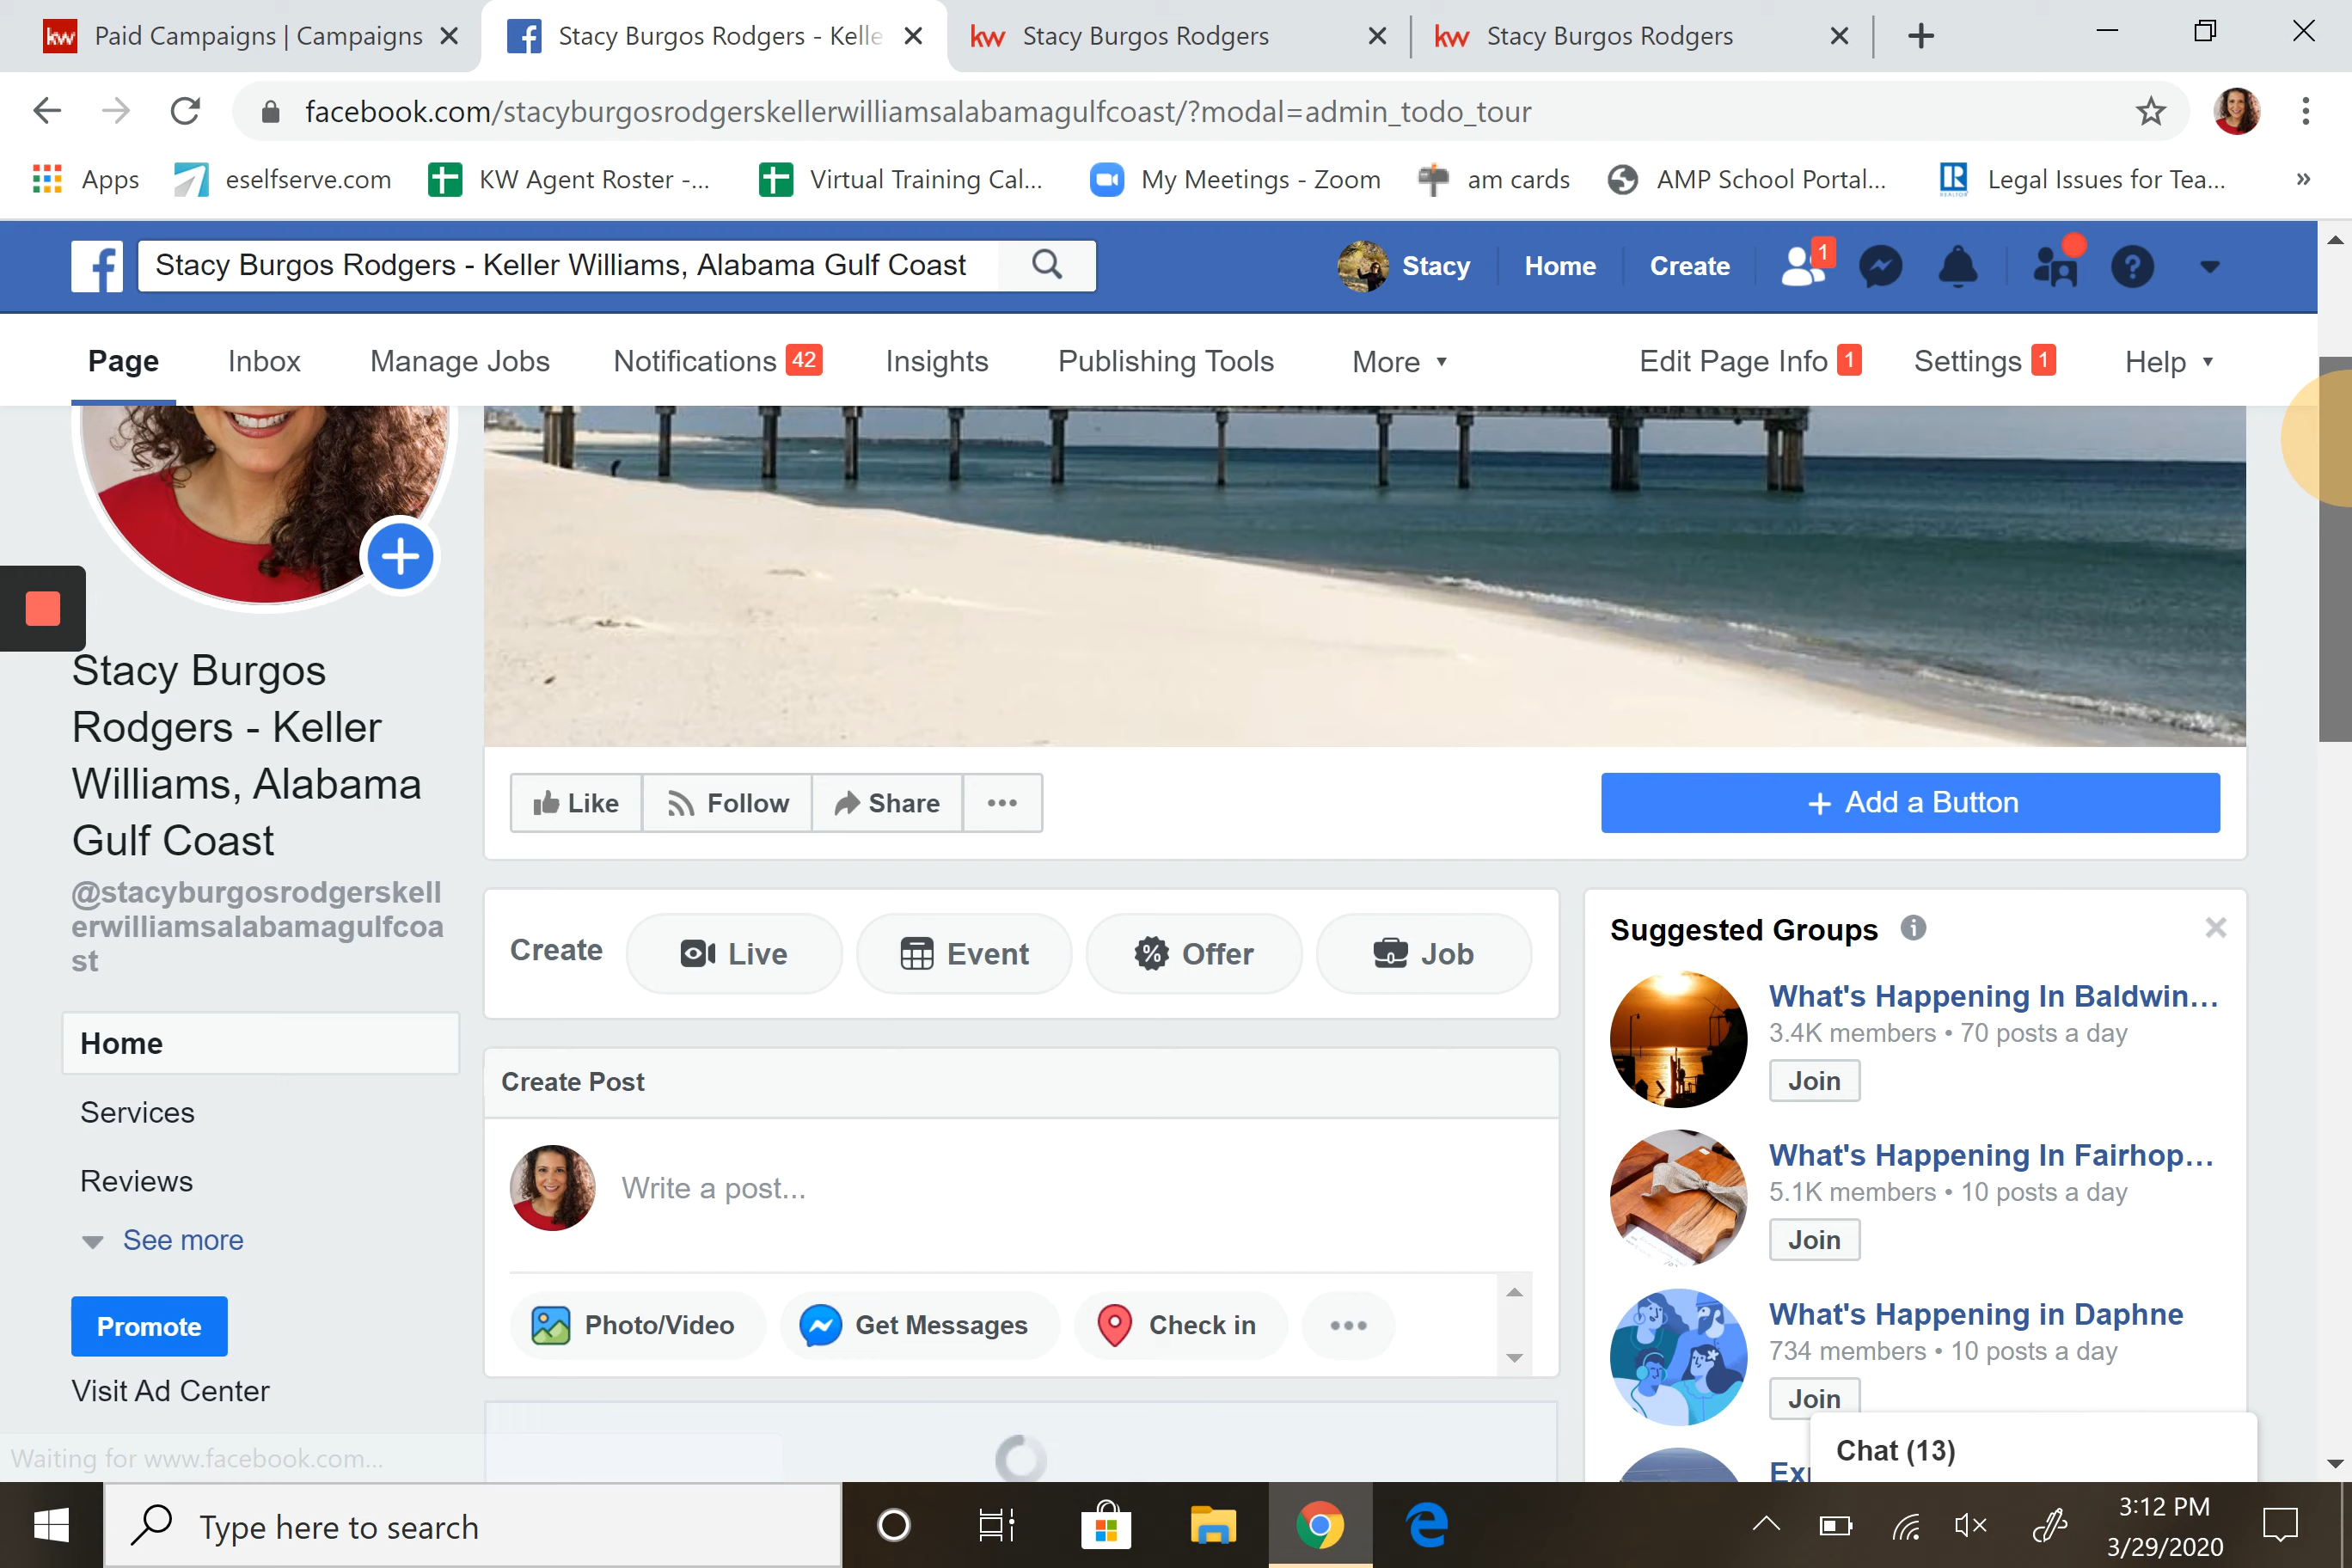 kw Paid Campaigns | Campaigns
Stacy Burgos Rodgers - Kelle
kw Stacy Burgos Rodgers
kw Stacy Burgos Rodgers
facebook.com/stacyburgosrodgerskellerwilliamsalabamagulfcoast/?modal=admin_todo_tour
Apps eselfserve.com KW Agent Roster -... Virtual Training Cal... My Meetings - Zoom am cards AMP School Portal... Legal Issues for Tea... »
Stacy Burgos Rodgers - Keller Williams, Alabama Gulf Coast
Stacy Home Create 1
Page Inbox Manage Jobs Notifications 42 Insights Publishing Tools More Edit Page Info 1 Settings 1 Help
Stacy Burgos
Rodgers - Keller
Williams, Alabama
Gulf Coast
@stacyburgosrodgerskell
erwilliamsalabamagulfcoa
st
Home
Services
Reviews
See more
Promote
Visit Ad Center
Waiting for www.facebook.com...
Like Follow Share ...
+ Add a Button
Create Live Event Offer Job
Create Post
Write a post...
Photo/Video Get Messages Check in ...
Suggested Groups
What's Happening In Baldwin...
3.4K members • 70 posts a day
Join
What's Happening In Fairhop...
5.1K members • 10 posts a day
Join
What's Happening in Daphne
734 members • 10 posts a day
Join
Chat (13)
Type here to search
3:12 PM
3/29/2020